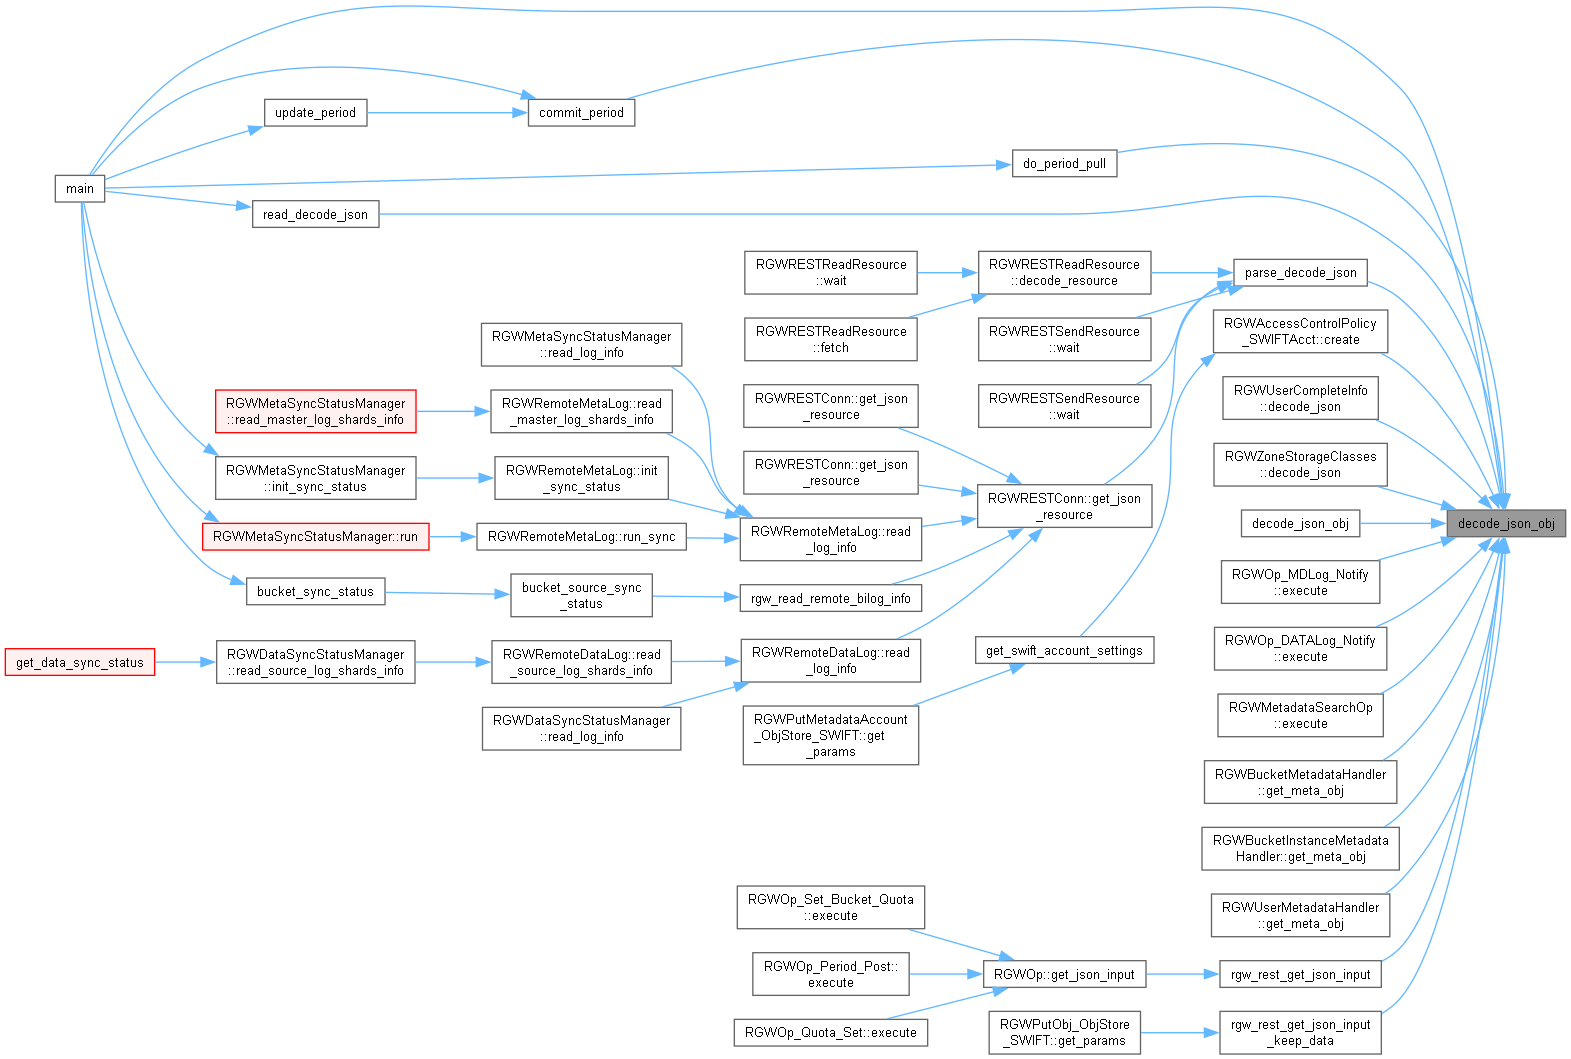 update_period
commit_period
do_period_pull
main
read_decode_json
RGWRESTReadResource
::wait
RGWRESTReadResource
::decode_resource
parse_decode_json
RGWMetaSyncStatusManager
::read_log_info
RGWRESTReadResource
::fetch
RGWRESTSendResource
::wait
RGWAccessControlPolicy
_SWIFTAcct::create
RGWMetaSyncStatusManager
::read_master_log_shards_info
RGWRemoteMetaLog::read
_master_log_shards_info
RGWRESTConn::get_json
_resource
RGWRESTSendResource
::wait
RGWUserCompleteInfo
::decode_json
RGWMetaSyncStatusManager
::init_sync_status
RGWRemoteMetaLog::init
_sync_status
RGWRESTConn::get_json
_resource
RGWRESTConn::get_json
_resource
RGWZoneStorageClasses
::decode_json
RGWMetaSyncStatusManager::run
RGWRemoteMetaLog::run_sync
RGWRemoteMetaLog::read
_log_info
decode_json_obj
decode_json_obj
bucket_sync_status
bucket_source_sync
_status
rgw_read_remote_bilog_info
RGWOp_MDLog_Notify
::execute
get_data_sync_status
RGWDataSyncStatusManager
::read_source_log_shards_info
RGWRemoteDataLog::read
_source_log_shards_info
RGWRemoteDataLog::read
_log_info
get_swift_account_settings
RGWOp_DATALog_Notify
::execute
RGWDataSyncStatusManager
::read_log_info
RGWPutMetadataAccount
_ObjStore_SWIFT::get
_params
RGWMetadataSearchOp
::execute
RGWBucketMetadataHandler
::get_meta_obj
RGWBucketInstanceMetadata
Handler::get_meta_obj
RGWOp_Set_Bucket_Quota
::execute
RGWUserMetadataHandler
::get_meta_obj
RGWOp_Period_Post::
execute
RGWOp::get_json_input
rgw_rest_get_json_input
RGWOp_Quota_Set::execute
RGWPutObj_ObjStore
_SWIFT::get_params
rgw_rest_get_json_input
_keep_data